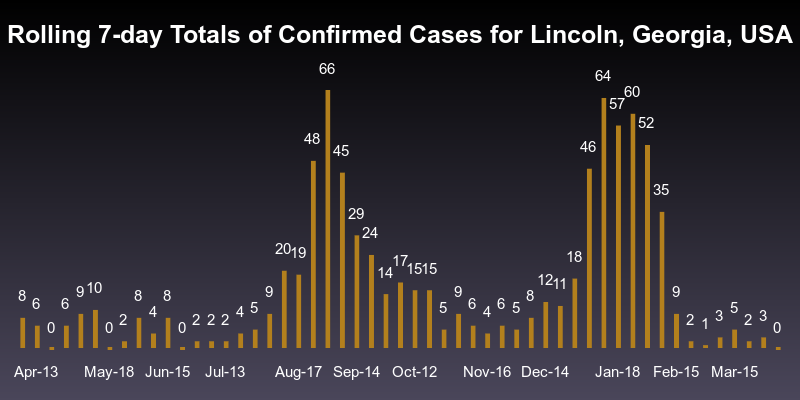 Rolling 7-day Totals of Confirmed Cases for Lincoln, Georgia, USA
8 6 0 6 9 10 0 2 8 4 8 0 2 2 2 4 5 9 20 19 48 66 45 29 24 14 17 15 15 5 9 6 4 6 5 8 12 11 18 46 64 57 60 52 35 9 2 1 3 5 2 3 0
Apr-13 May-18 Jun-15 Jul-13 Aug-17 Sep-14 Oct-12 Nov-16 Dec-14 Jan-18 Feb-15 Mar-15